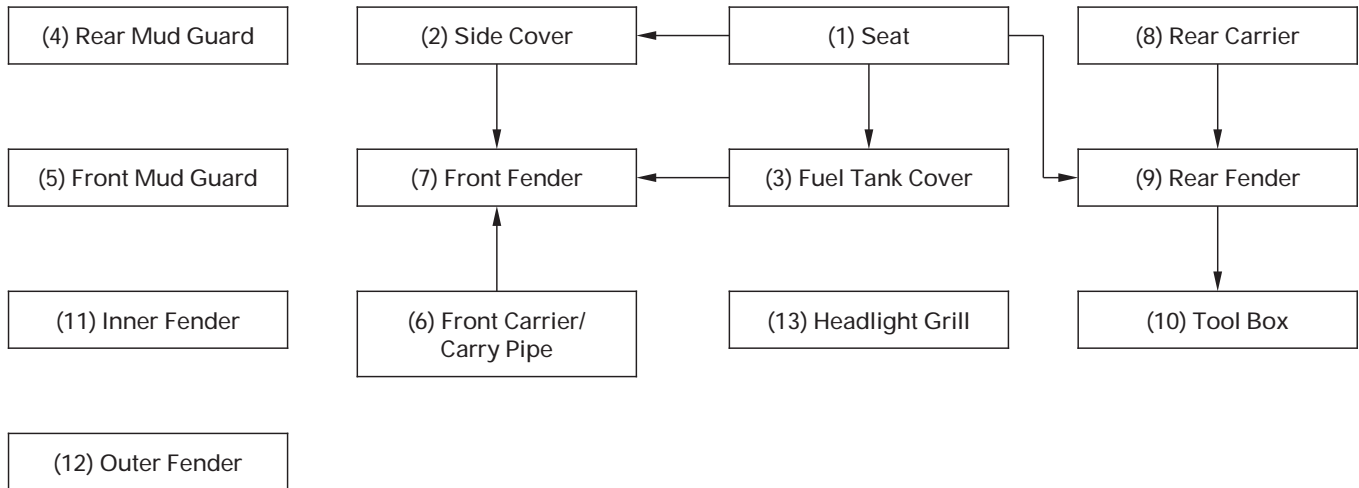 (4) Rear Mud Guard
(2) Side Cover
(1) Seat
(8) Rear Carrier
(5) Front Mud Guard
(7) Front Fender
(3) Fuel Tank Cover
(9) Rear Fender
(11) Inner Fender
(6) Front Carrier/
Carry Pipe
(13) Headlight Grill
(10) Tool Box
(12) Outer Fender